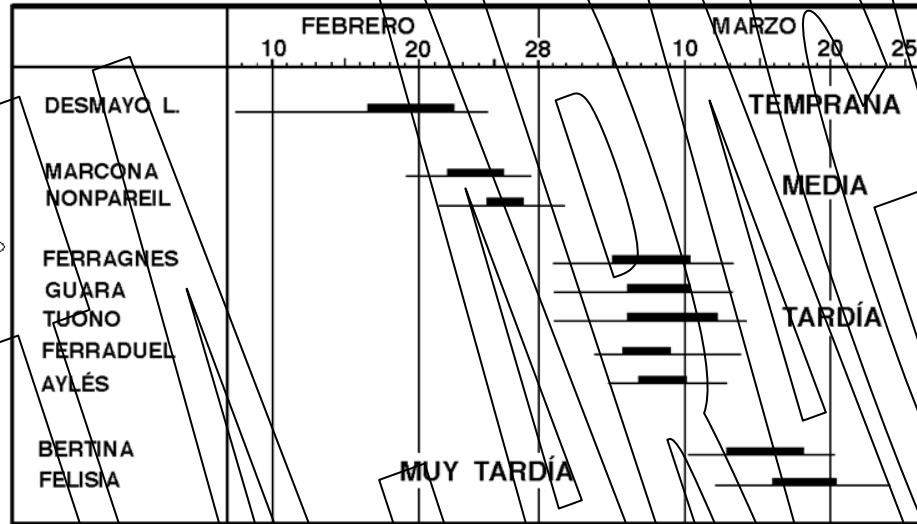 FEBRERO MARZO
10 20 28 10 20 25
DESMAYO L. TEMPRANA
MARCONA
MEDIA
NONPAREIL
FERRAGNES
GUARA
TUONO TARDÍA
FERRADUEL
AYLÉS
BERTINA
MUY TARDÍA
FELISIA